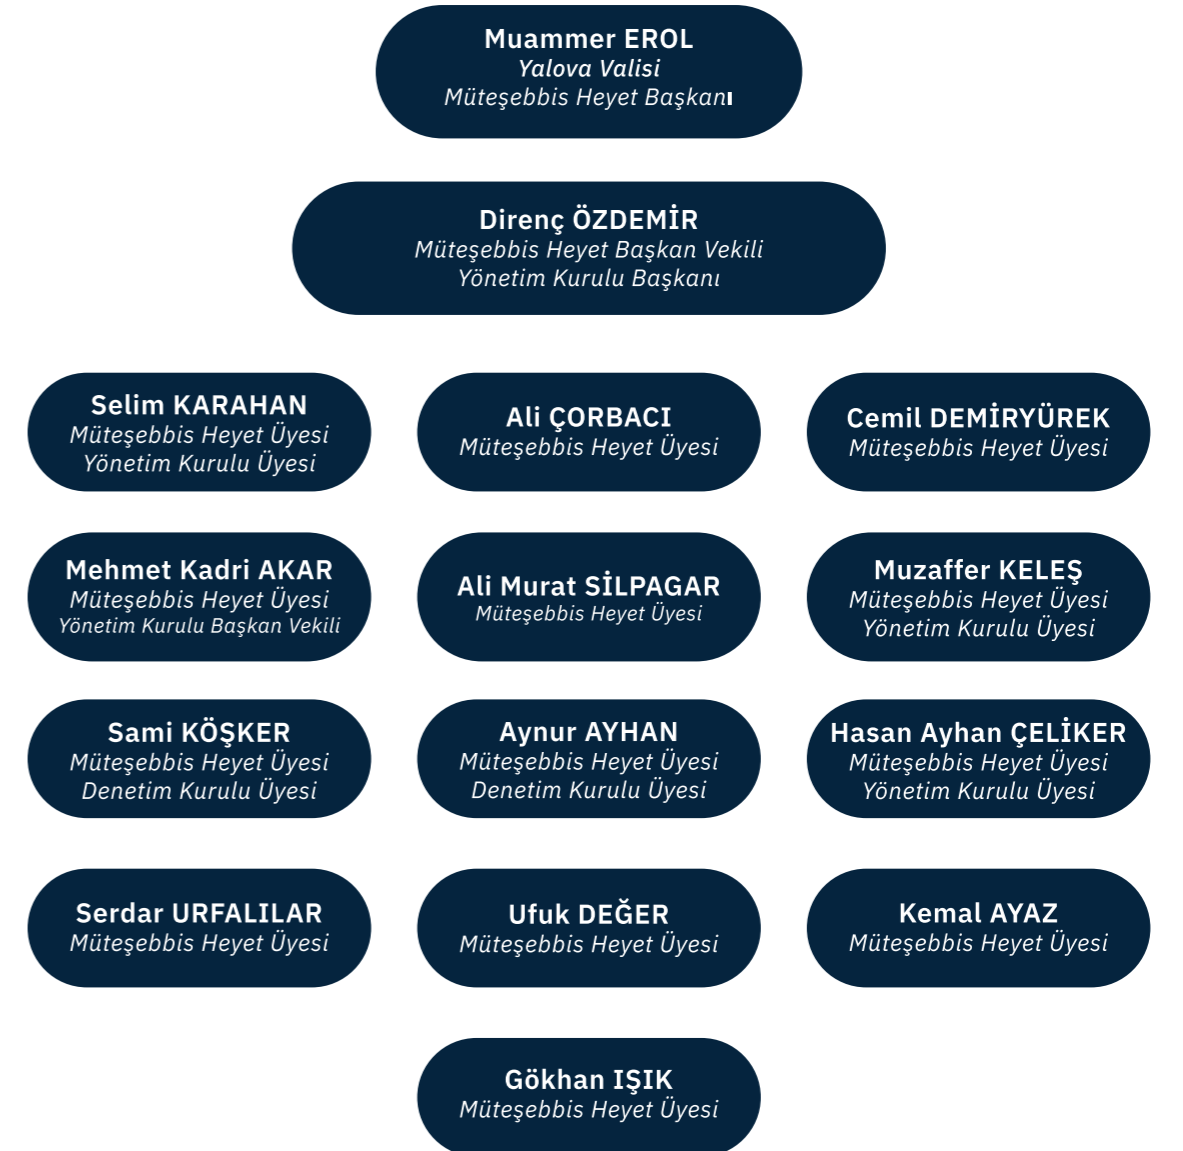 Muammer EROL
Yalova Valisi
Müteşebbis Heyet Başkanı
Direnç ÖZDEMİR
Müteşebbis Heyet Başkan Vekili
Yönetim Kurulu Başkanı
Selim KARAHAN
Müteşebbis Heyet Üyesi
Yönetim Kurulu Üyesi
Ali ÇORBACI
Müteşebbis Heyet Üyesi
Cemil DEMİRYÜREK
Müteşebbis Heyet Üyesi
Mehmet Kadri AKAR
Müteşebbis Heyet Üyesi
Yönetim Kurulu Başkan Vekili
Ali Murat SİLPAGAR
Müteşebbis Heyet Üyesi
Muzaffer KELEŞ
Müteşebbis Heyet Üyesi
Yönetim Kurulu Üyesi
Sami KÖŞKER
Müteşebbis Heyet Üyesi
Denetim Kurulu Üyesi
Aynur AYHAN
Müteşebbis Heyet Üyesi
Denetim Kurulu Üyesi
Hasan Ayhan ÇELİKER
Müteşebbis Heyet Üyesi
Yönetim Kurulu Üyesi
Serdar URFALILAR
Müteşebbis Heyet Üyesi
Ufuk DEĞER
Müteşebbis Heyet Üyesi
Kemal AYAZ
Müteşebbis Heyet Üyesi
Gökhan IŞIK
Müteşebbis Heyet Üyesi